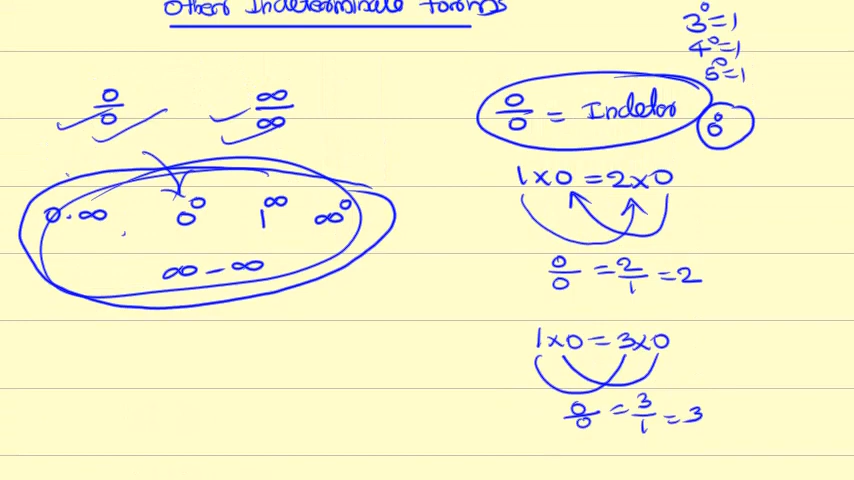 Other Indeterminate forms
3⁰=1
4⁰=1
5⁰=1
0/0
∞/∞
0/0 = Indeter
0⁰
1×0=2×0
0·∞ 0⁰ 1^∞ ∞⁰
∞-∞
0/0 = 2/1 = 2
1×0=3×0
0/0 = 3/1 = 3